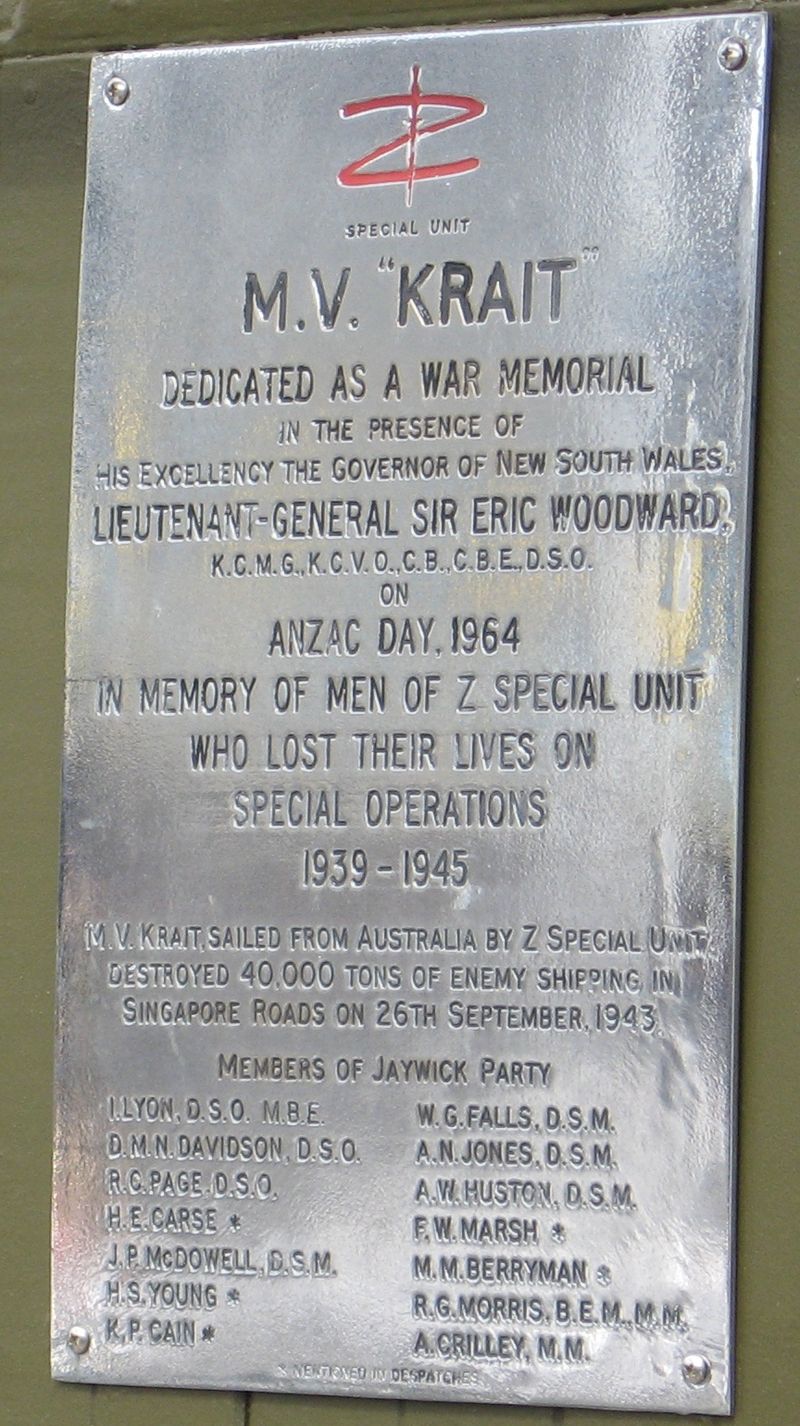 Z
SPECIAL UNIT
M.V. "KRAIT"
DEDICATED AS A WAR MEMORIAL
IN THE PRESENCE OF
HIS EXCELLENCY THE GOVERNOR OF NEW SOUTH WALES,
LIEUTENANT-GENERAL SIR ERIC WOODWARD,
K.C.M.G., K.C.V.O., C.B., C.B.E., D.S.O.
ON
ANZAC DAY, 1964
IN MEMORY OF MEN OF Z SPECIAL UNIT
WHO LOST THEIR LIVES ON
SPECIAL OPERATIONS
1939-1945
M.V. KRAIT, SAILED FROM AUSTRALIA BY Z SPECIAL UNIT,
DESTROYED 40,000 TONS OF ENEMY SHIPPING IN
SINGAPORE ROADS ON 26TH SEPTEMBER, 1943.
MEMBERS OF JAYWICK PARTY
I. LYON, D.S.O. M.B.E.
D.M.N. DAVIDSON, D.S.O.
R.C. PAGE, D.S.O.
H.E. CARSE *
J.P. McDOWELL, D.S.M.
H.S. YOUNG *
K.P. CAIN *
W.G. FALLS, D.S.M.
A.N. JONES, D.S.M.
A.W. HUSTON, D.S.M.
F.W. MARSH *
M.M. BERRYMAN *
R.G. MORRIS, B.E.M., M.M.
A. CRILLEY, M.M.
* MENTIONED IN DESPATCHES